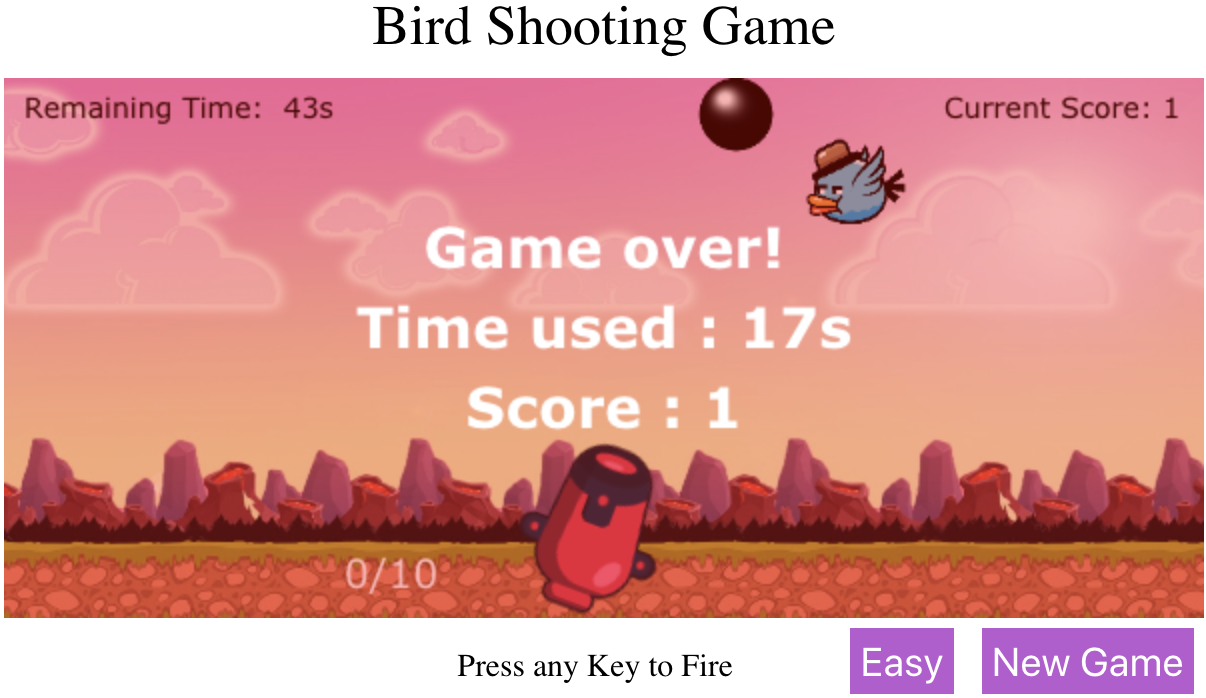 Bird Shooting Game
Remaining Time: 43s
Current Score: 1
Game over!
Time used : 17s
Score : 1
0/10
Press any Key to Fire
Easy
New Game